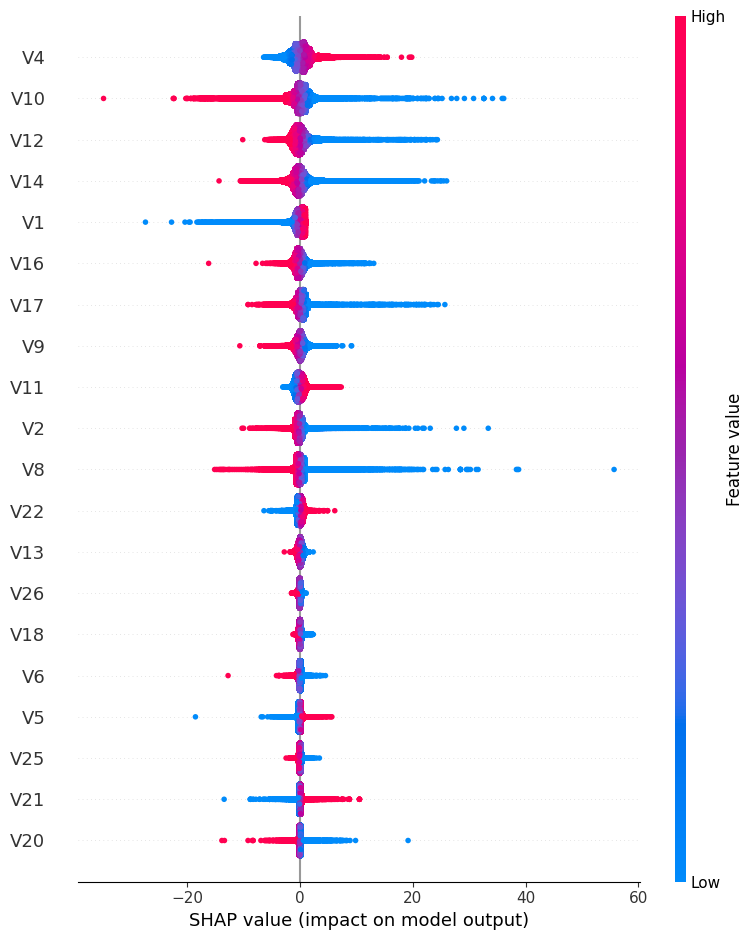 High
V4
V10
V12
V14
V1
V16
V17
V9
V11
V2
V8
V22
V13
V26
V18
V6
V5
V25
V21
V20
Feature value
Low
−20
0
20
40
60
SHAP value (impact on model output)